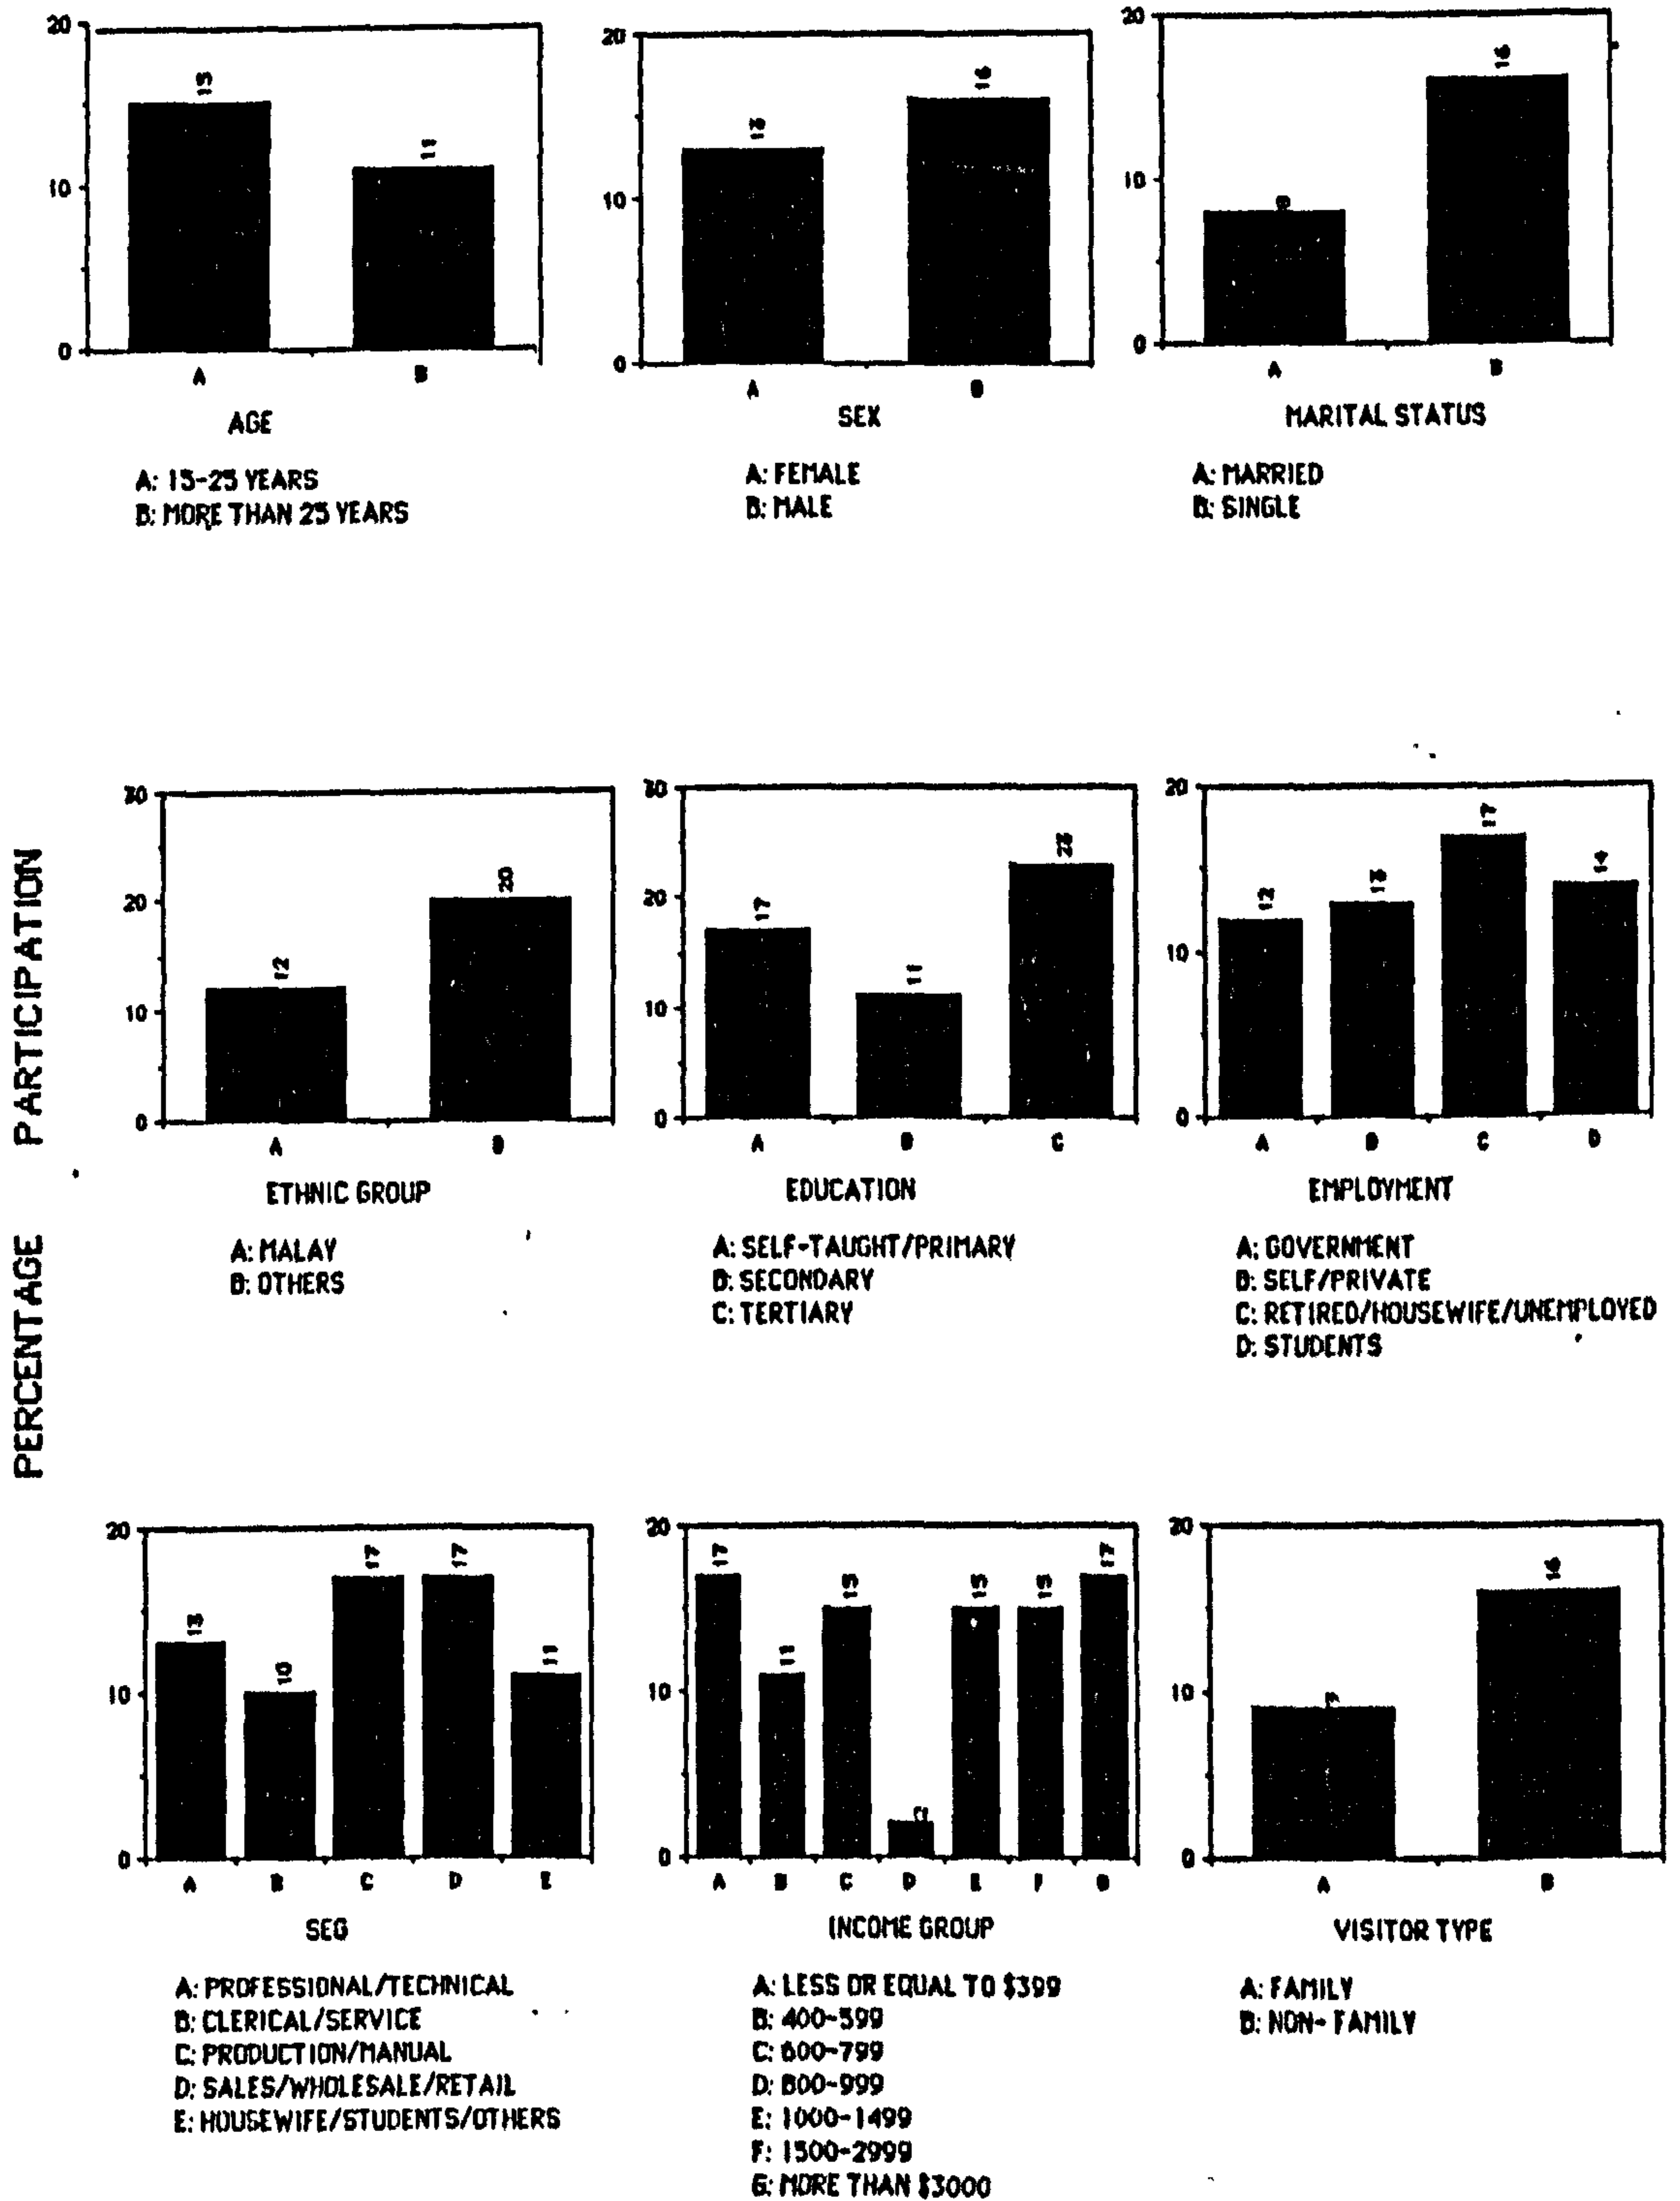 PERCENTAGE PARTICIPATION
20
10
0
15
11
A B
AGE
A: 15-25 YEARS
B: MORE THAN 25 YEARS
20
10
0
13
16
A B
SEX
A: FEMALE
B: MALE
20
10
0
8
16
A B
MARITAL STATUS
A: MARRIED
B: SINGLE
30
20
10
0
12
20
A B
ETHNIC GROUP
A: MALAY
B: OTHERS
30
20
10
0
17
11
23
A B C
EDUCATION
A: SELF-TAUGHT/PRIMARY
B: SECONDARY
C: TERTIARY
20
10
0
12
13
17
14
A B C D
EMPLOYMENT
A: GOVERNMENT
B: SELF/PRIVATE
C: RETIRED/HOUSEWIFE/UNEMPLOYED
D: STUDENTS
20
10
0
13
10
17
17
11
A B C D E
SEG
A: PROFESSIONAL/TECHNICAL
B: CLERICAL/SERVICE
C: PRODUCTION/MANUAL
D: SALES/WHOLESALE/RETAIL
E: HOUSEWIFE/STUDENTS/OTHERS
20
10
0
17
11
15
2
15
15
17
A B C D E F G
INCOME GROUP
A: LESS OR EQUAL TO $399
B: 400-599
C: 600-799
D: 800-999
E: 1000-1499
F: 1500-2999
G: MORE THAN $3000
20
10
0
9
16
A B
VISITOR TYPE
A: FAMILY
B: NON- FAMILY